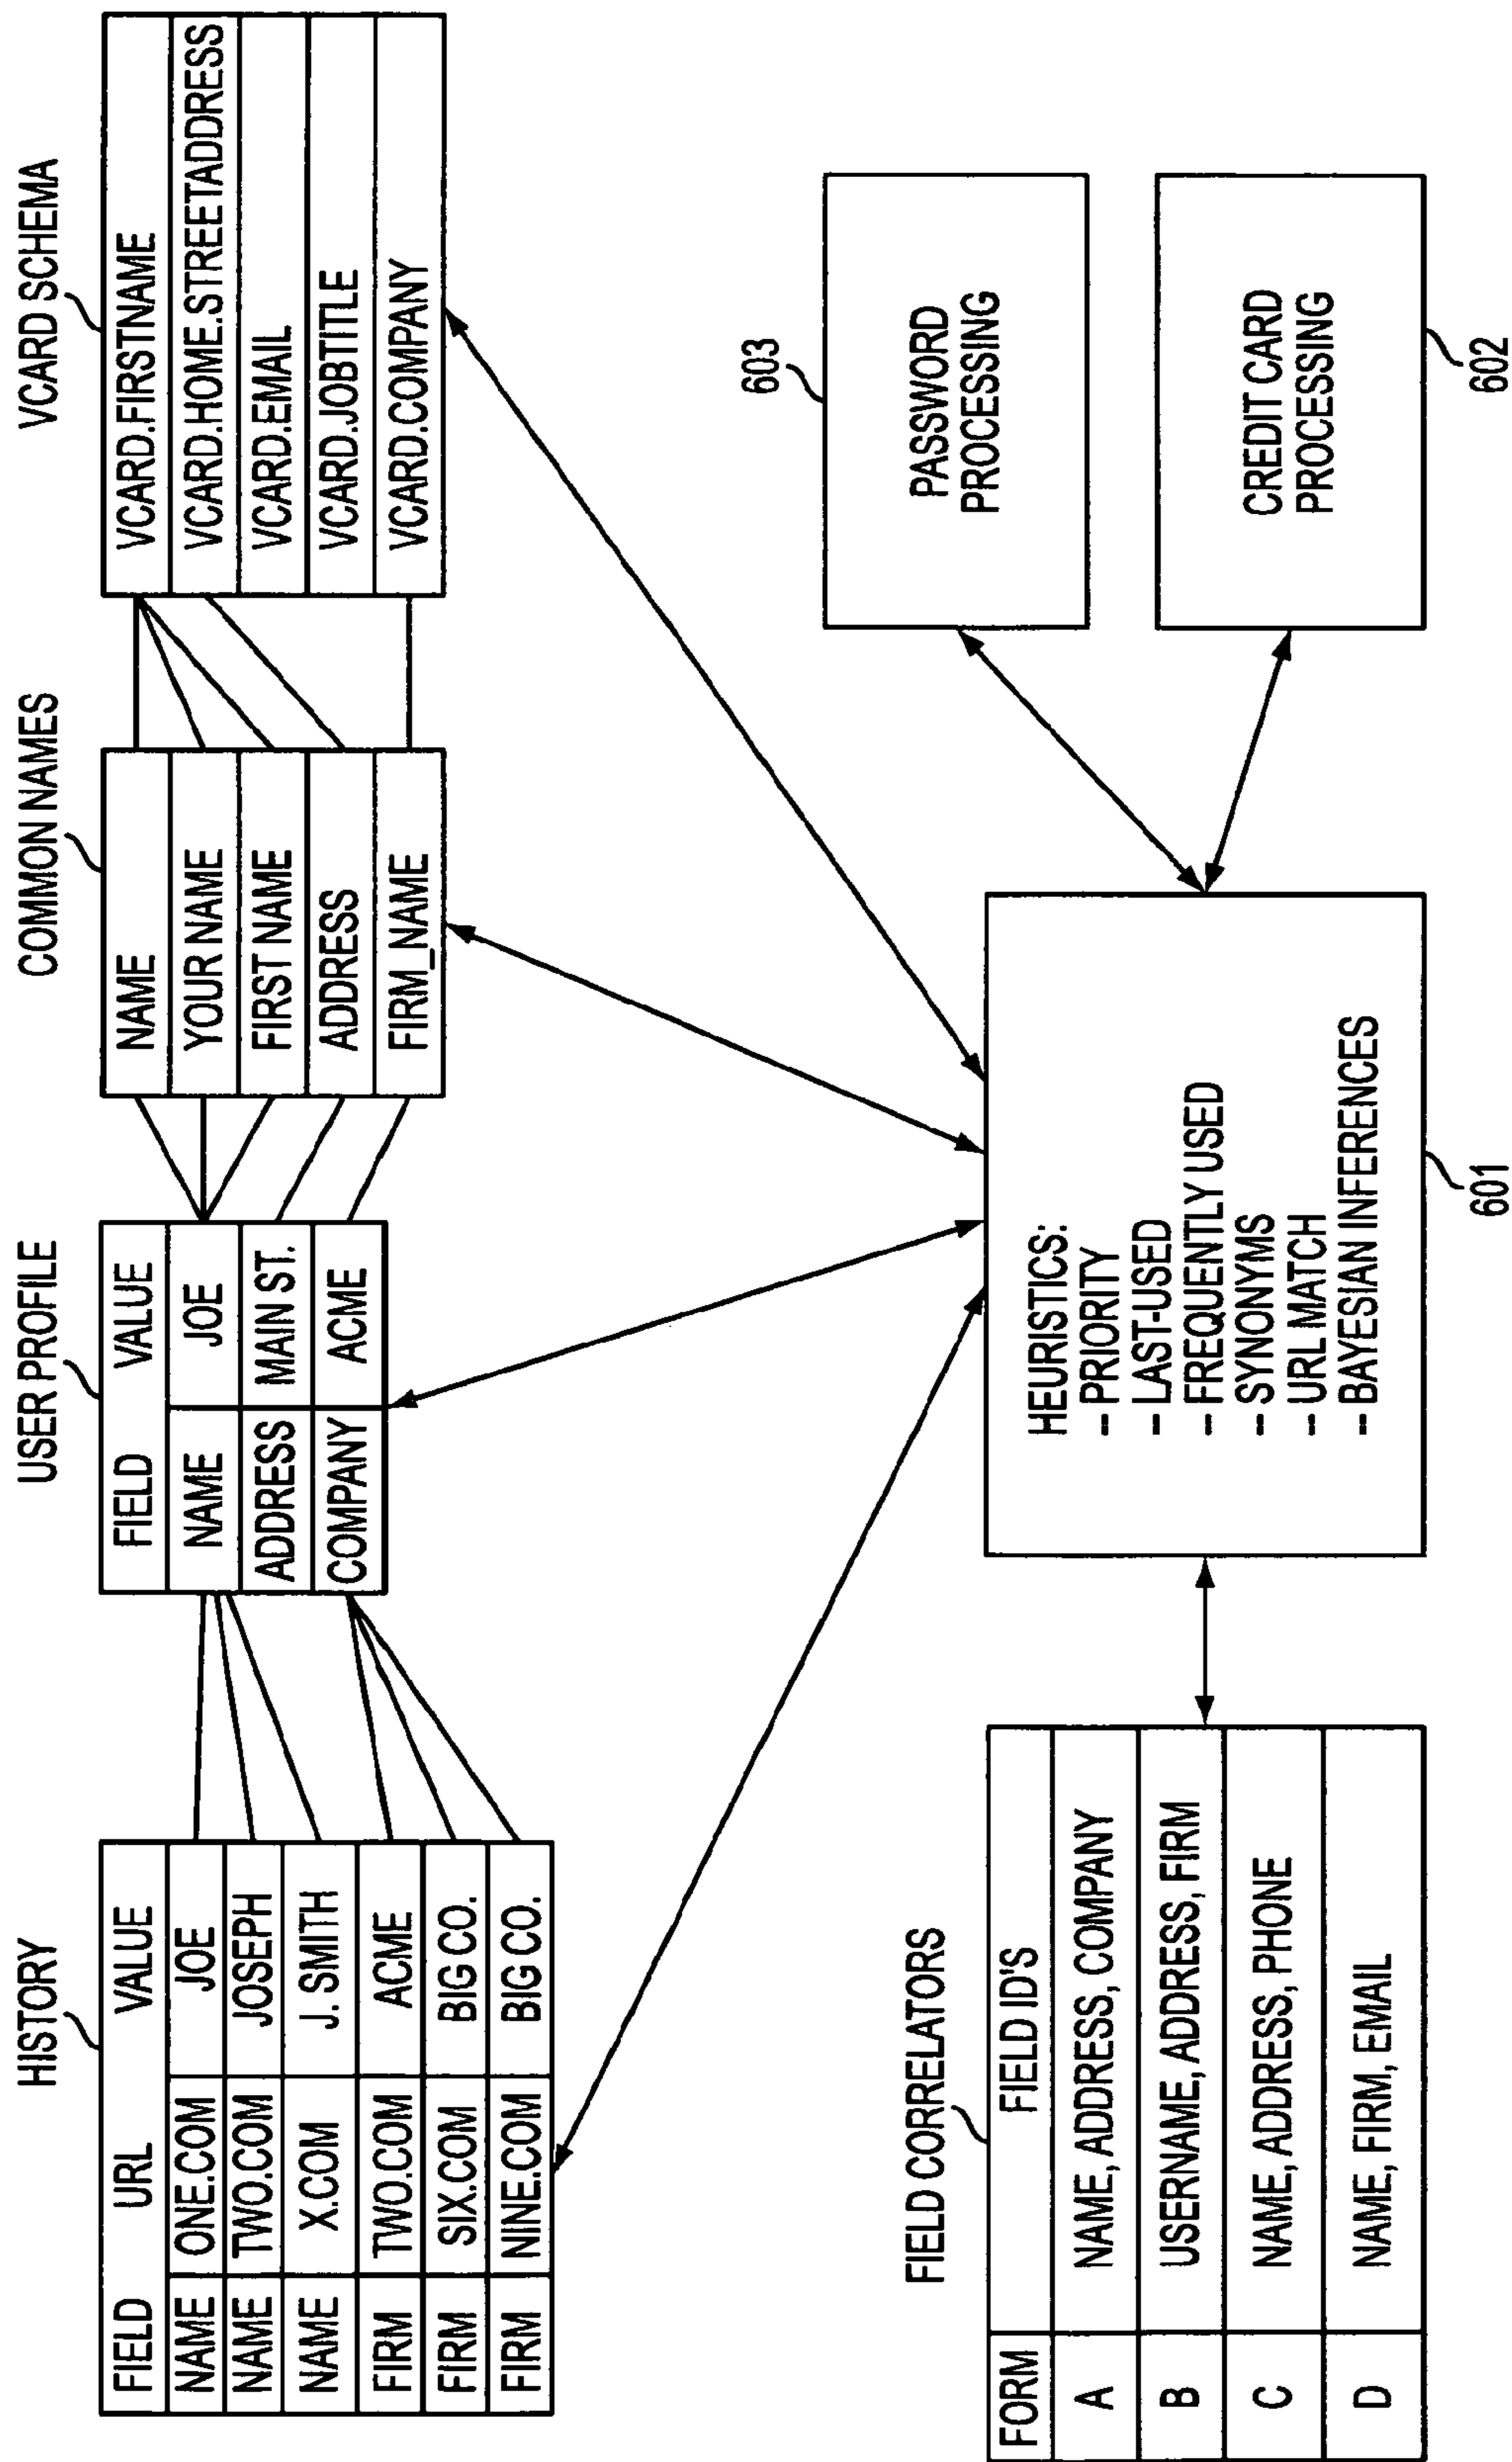 HISTORY
FIELD URL VALUE
NAME ONE.COM JOE
NAME TWO.COM JOSEPH
NAME X.COM J. SMITH
FIRM TWO.COM ACME
FIRM SIX.COM BIG CO.
FIRM NINE.COM BIG CO.
USER PROFILE
FIELD VALUE
NAME JOE
ADDRESS MAIN ST.
COMPANY ACME
COMMON NAMES
NAME
YOUR NAME
FIRST NAME
ADDRESS
FIRM_NAME
VCARD SCHEMA
VCARD.FIRSTNAME
VCARD.HOME.STREETADDRESS
VCARD.EMAIL
VCARD.JOBTITLE
VCARD.COMPANY
FIELD CORRELATORS
FORM FIELD ID'S
A NAME, ADDRESS, COMPANY
B USERNAME, ADDRESS, FIRM
C NAME, ADDRESS, PHONE
D NAME, FIRM, EMAIL
HEURISTICS:
-- PRIORITY
-- LAST-USED
-- FREQUENTLY USED
-- SYNONYMS
-- URL MATCH
-- BAYESIAN INFERENCES
601
603
PASSWORD
PROCESSING
CREDIT CARD
PROCESSING
602